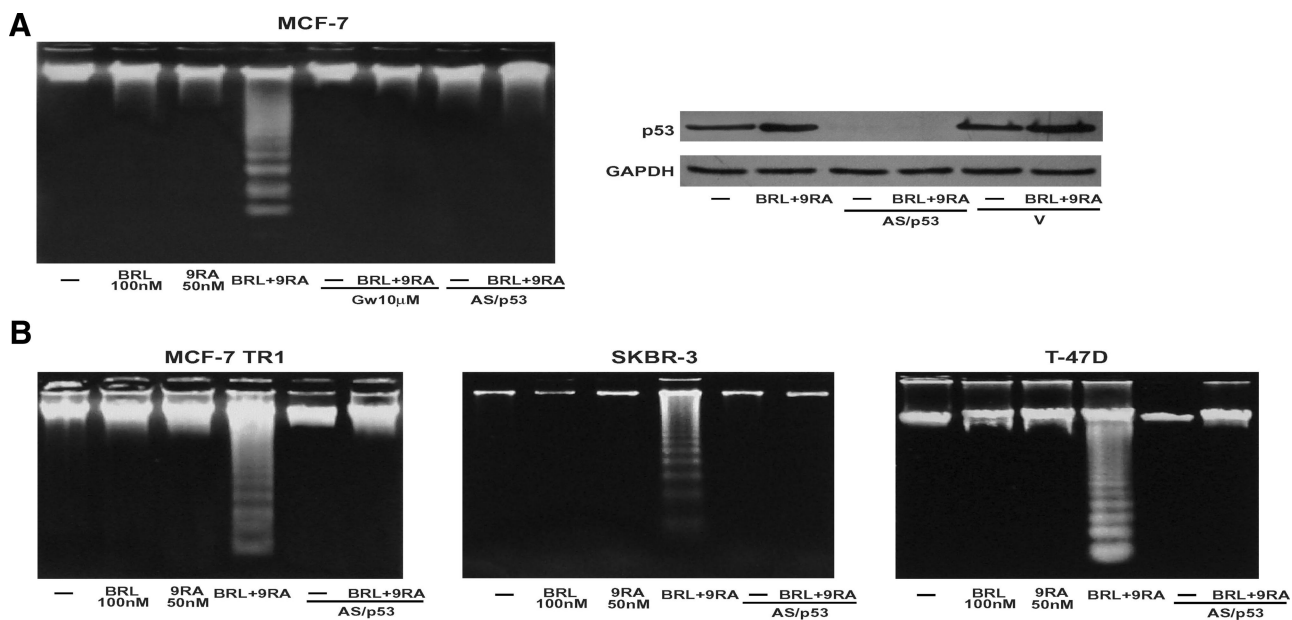 A
MCF-7
— BRL 9RA BRL+9RA — BRL+9RA — BRL+9RA
100nM 50nM Gw10µM AS/p53
p53
GAPDH
— BRL+9RA — BRL+9RA — BRL+9RA
AS/p53 V
B
MCF-7 TR1
— BRL 9RA BRL+9RA — BRL+9RA
100nM 50nM AS/p53
SKBR-3
— BRL 9RA BRL+9RA — BRL+9RA
100nM 50nM AS/p53
T-47D
— BRL 9RA BRL+9RA — BRL+9RA
100nM 50nM AS/p53